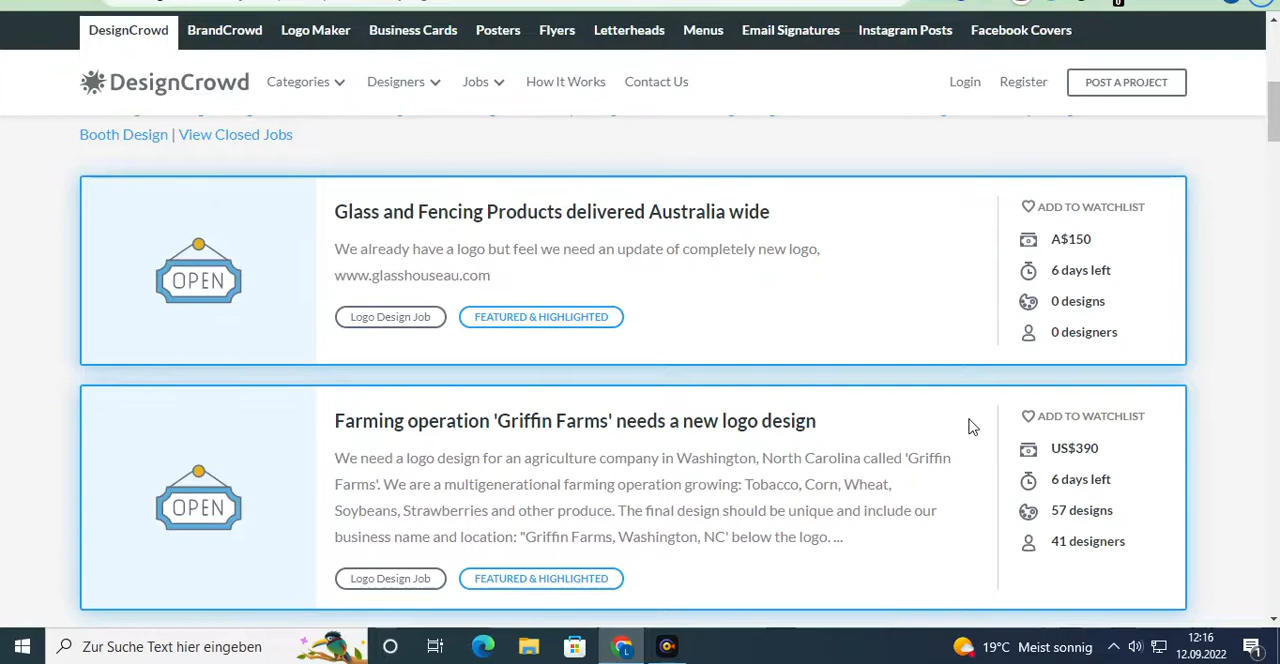 0
DesignCrowd BrandCrowd Logo Maker Business Cards Posters Flyers Letterheads Menus Email Signatures Instagram Posts Facebook Covers
DesignCrowd Categories Designers Jobs How It Works Contact Us Login Register POST A PROJECT
Booth Design | View Closed Jobs
OPEN
Glass and Fencing Products delivered Australia wide
We already have a logo but feel we need an update of completely new logo,
www.glasshouseau.com
Logo Design Job FEATURED & HIGHLIGHTED
ADD TO WATCHLIST
A$150
6 days left
0 designs
0 designers
OPEN
Farming operation 'Griffin Farms' needs a new logo design
We need a logo design for an agriculture company in Washington, North Carolina called 'Griffin
Farms'. We are a multigenerational farming operation growing: Tobacco, Corn, Wheat,
Soybeans, Strawberries and other produce. The final design should be unique and include our
business name and location: "Griffin Farms, Washington, NC' below the logo. ...
Logo Design Job FEATURED & HIGHLIGHTED
ADD TO WATCHLIST
US$390
6 days left
57 designs
41 designers
Zur Suche Text hier eingeben
L
19°C Meist sonnig
12:16
12.09.2022
1